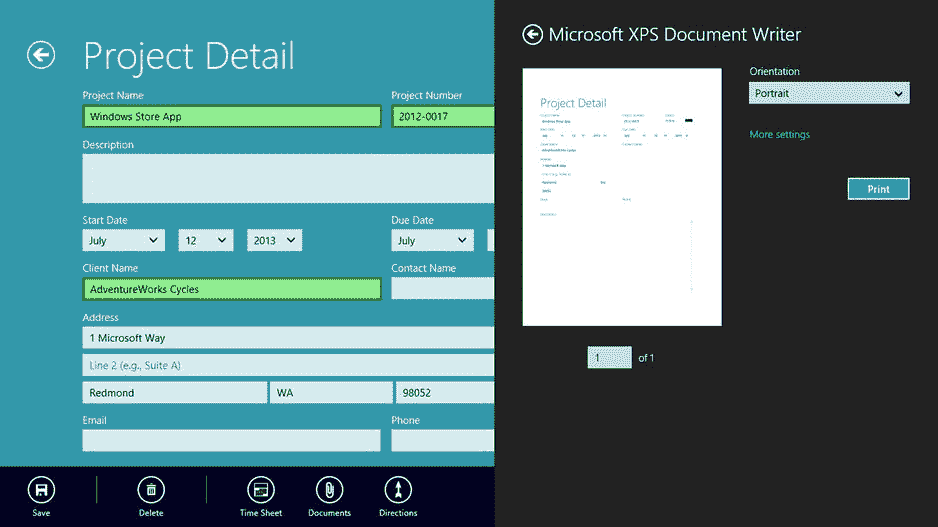 Project Detail
Project Name
Project Number
Windows Store App
2012-0017
Description
Start Date
Due Date
July
12
2013
July
Client Name
Contact Name
AdventureWorks Cycles
Address
1 Microsoft Way
Line 2 (e.g., Suite A)
Redmond
WA
98052
Email
Phone
Save
Delete
Time Sheet
Documents
Directions
Microsoft XPS Document Writer
Project Detail
1 of 1
Orientation
Portrait
More settings
Print